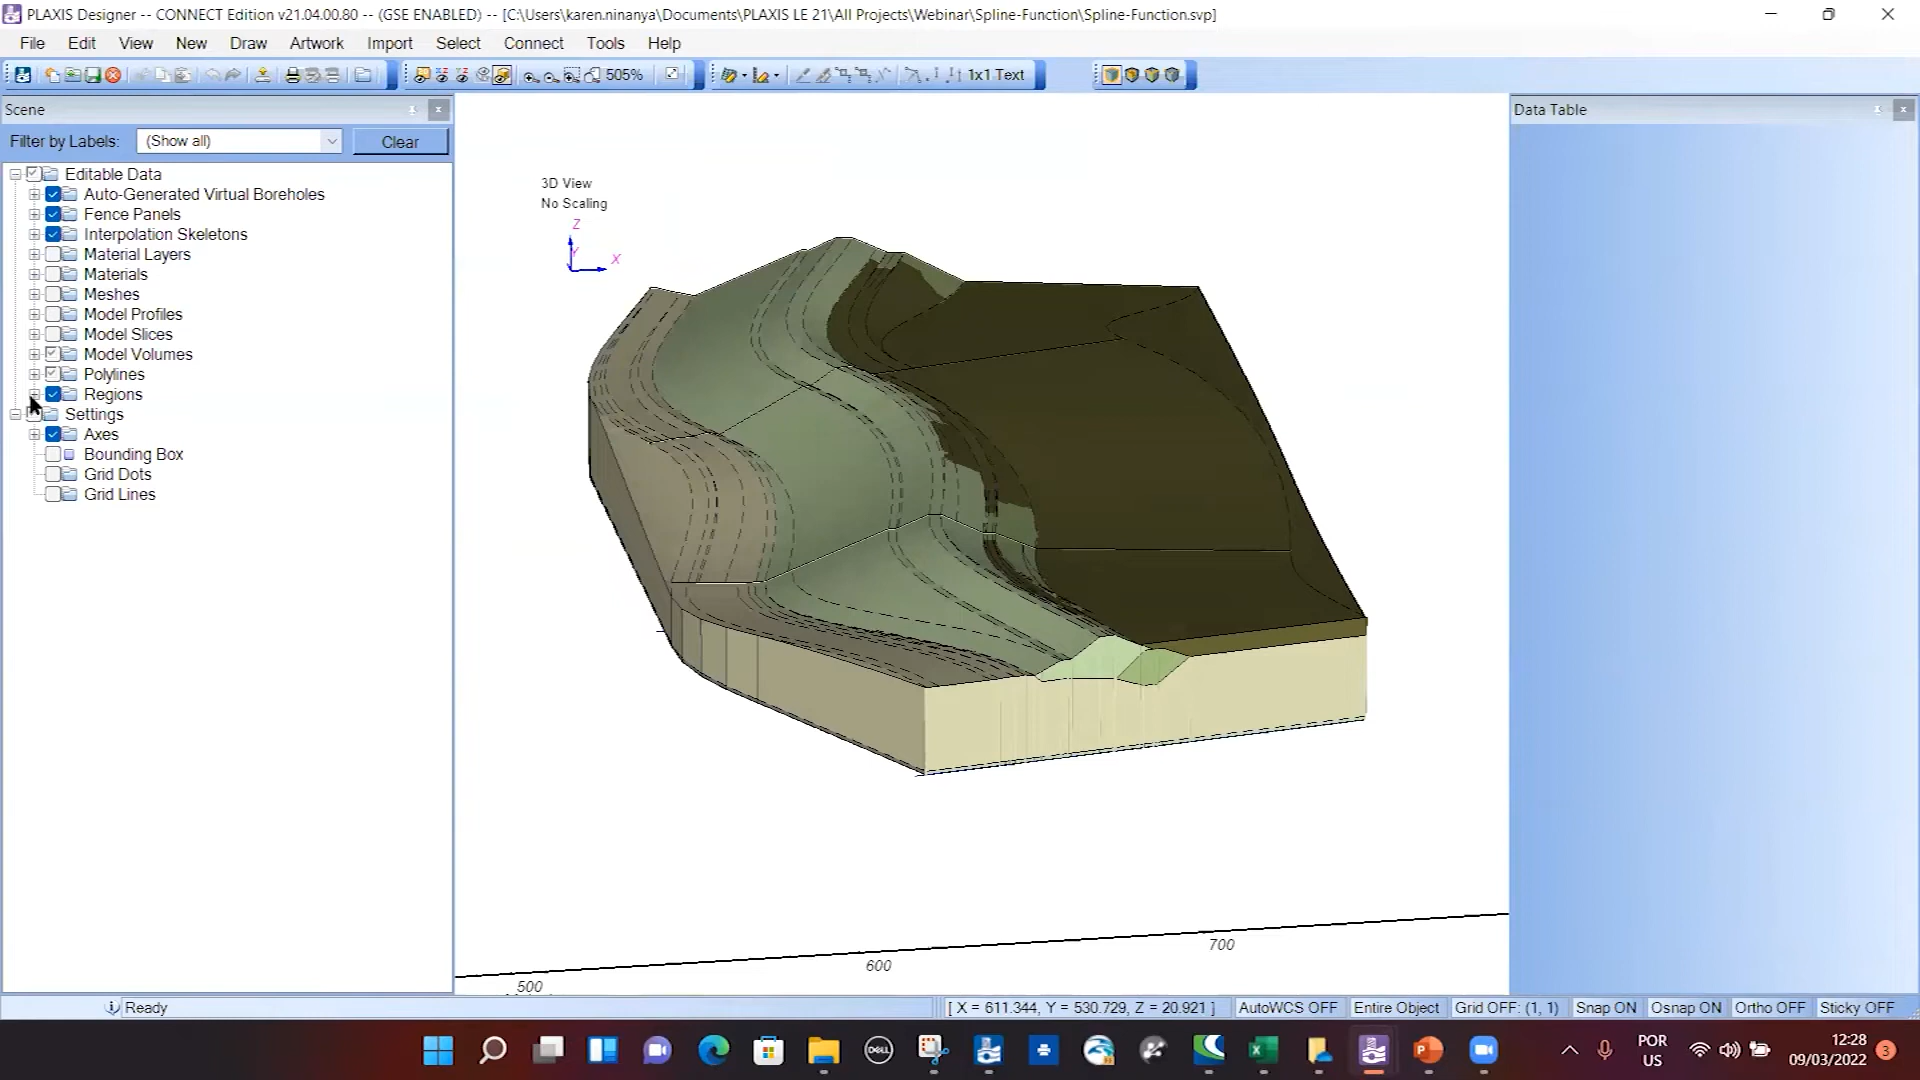 PLAXIS Designer -- CONNECT Edition v21.04.00.80 -- (GSE ENABLED) -- [C:\Users\karen.ninanya\Documents\PLAXIS LE 21\All Projects\Webinar\Spline-Function\Spline-Function.svp]
File Edit View New Draw Artwork Import Select Connect Tools Help
505% 1x1 Text
Scene
Data Table
Filter by Labels: (Show all) Clear
Editable Data
Auto-Generated Virtual Boreholes
Fence Panels
Interpolation Skeletons
Material Layers
Materials
Meshes
Model Profiles
Model Slices
Model Volumes
Polylines
Regions
Settings
Axes
Bounding Box
Grid Dots
Grid Lines
3D View
No Scaling
Z
Y
X
700
600
500
Ready
[ X = 611.344, Y = 530.729, Z = 20.921 ] AutoWCS OFF Entire Object Grid OFF: (1, 1) Snap ON Osnap ON Ortho OFF Sticky OFF
DELL
POR
US
12:28
09/03/2022
3